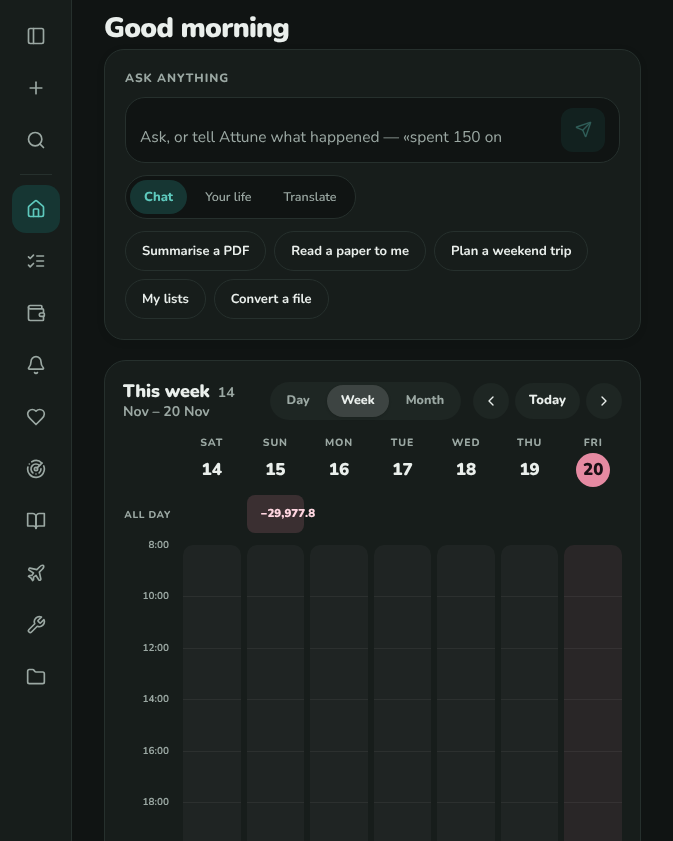 Good morning
ASK ANYTHING
Ask, or tell Attune what happened — «spent 150 on
Chat Your life Translate
Summarise a PDF Read a paper to me Plan a weekend trip
My lists Convert a file
This week 14
Nov – 20 Nov
Day Week Month Today
SAT SUN MON TUE WED THU FRI
14 15 16 17 18 19 20
ALL DAY −29,977.8
8:00
10:00
12:00
14:00
16:00
18:00